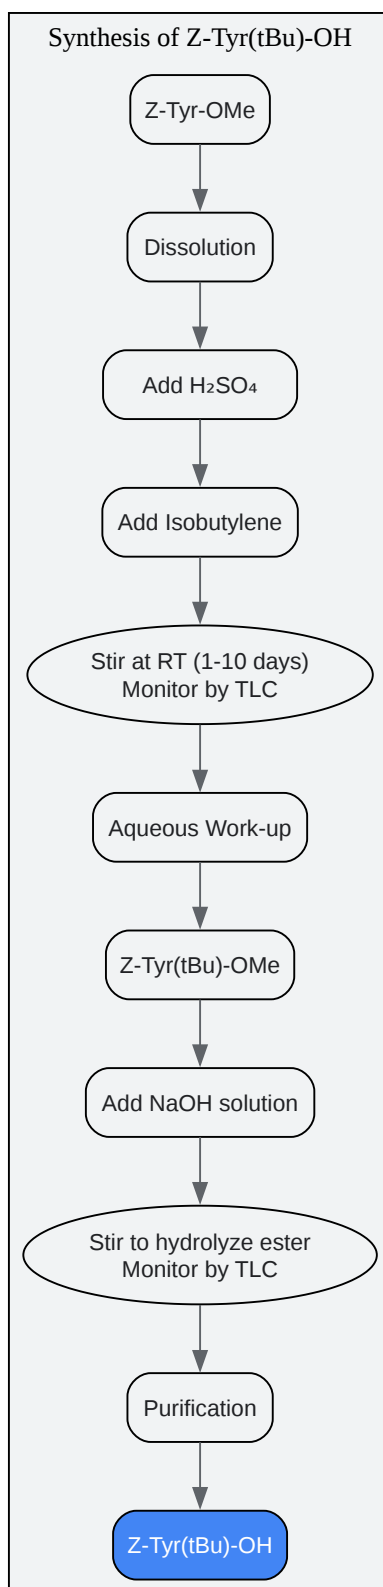 Synthesis of Z-Tyr(tBu)-OH
Z-Tyr-OMe
Dissolution
Add H₂SO₄
Add Isobutylene
Stir at RT (1-10 days)
Monitor by TLC
Aqueous Work-up
Z-Tyr(tBu)-OMe
Add NaOH solution
Stir to hydrolyze ester
Monitor by TLC
Purification
Z-Tyr(tBu)-OH